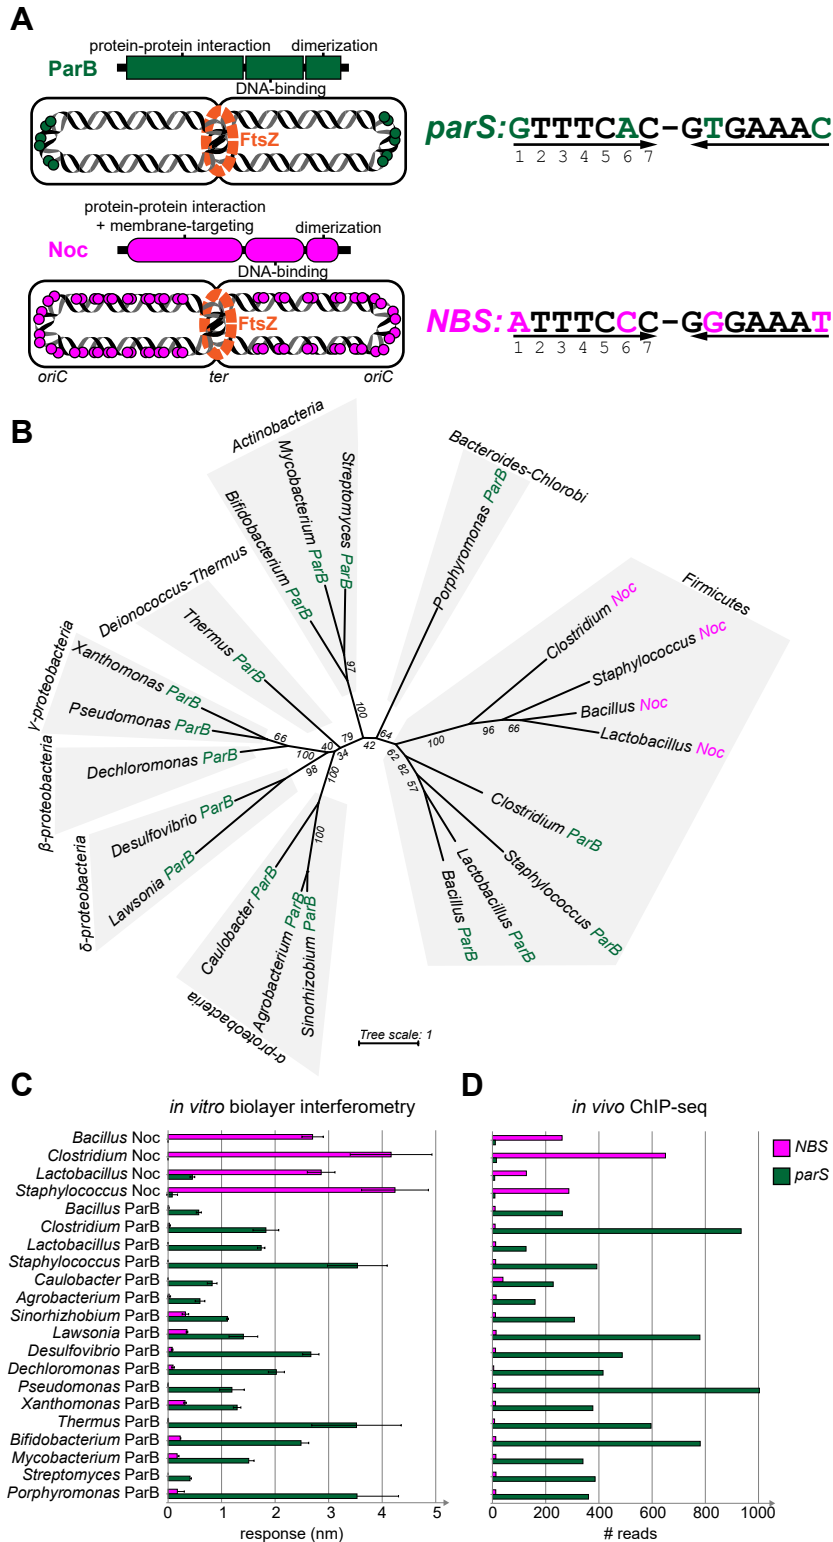 A
protein-protein interaction dimerization
ParB
DNA-binding
FtsZ
parS: GTTTCAC-GTGAAAC
1 2 3 4 5 6 7
protein-protein interaction
+ membrane-targeting dimerization
Noc
DNA-binding
FtsZ
NBS: ATTTCCC-GGGAAAT
1 2 3 4 5 6 7
oriC ter oriC
B
Actinobacteria
Bifidobacterium ParB
Mycobacterium ParB
Streptomyces ParB
Bacteroides-Chlorobi
Porphyromonas ParB
Firmicutes
Clostridium Noc
Staphylococcus Noc
Bacillus Noc
Lactobacillus Noc
Clostridium ParB
Staphylococcus ParB
Lactobacillus ParB
Bacillus ParB
Deionococcus-Thermus
Thermus ParB
γ-proteobacteria
Xanthomonas ParB
Pseudomonas ParB
β-proteobacteria
Dechloromonas ParB
δ-proteobacteria
Desulfovibrio ParB
Lawsonia ParB
α-proteobacteria
Caulobacter ParB
Agrobacterium ParB
Sinorhizobium ParB
97
100
66
100
40
79
34
98
100
100
42
64
100
96
66
62
82
57
Tree scale: 1
C
in vitro biolayer interferometry
Bacillus Noc
Clostridium Noc
Lactobacillus Noc
Staphylococcus Noc
Bacillus ParB
Clostridium ParB
Lactobacillus ParB
Staphylococcus ParB
Caulobacter ParB
Agrobacterium ParB
Sinorhizhobium ParB
Lawsonia ParB
Desulfovibrio ParB
Dechloromonas ParB
Pseudomonas ParB
Xanthomonas ParB
Thermus ParB
Bifidobacterium ParB
Mycobacterium ParB
Streptomyces ParB
Porphyromonas ParB
0 1 2 3 4 5
response (nm)
D
in vivo ChIP-seq
NBS
parS
0 200 400 600 800 1000
# reads